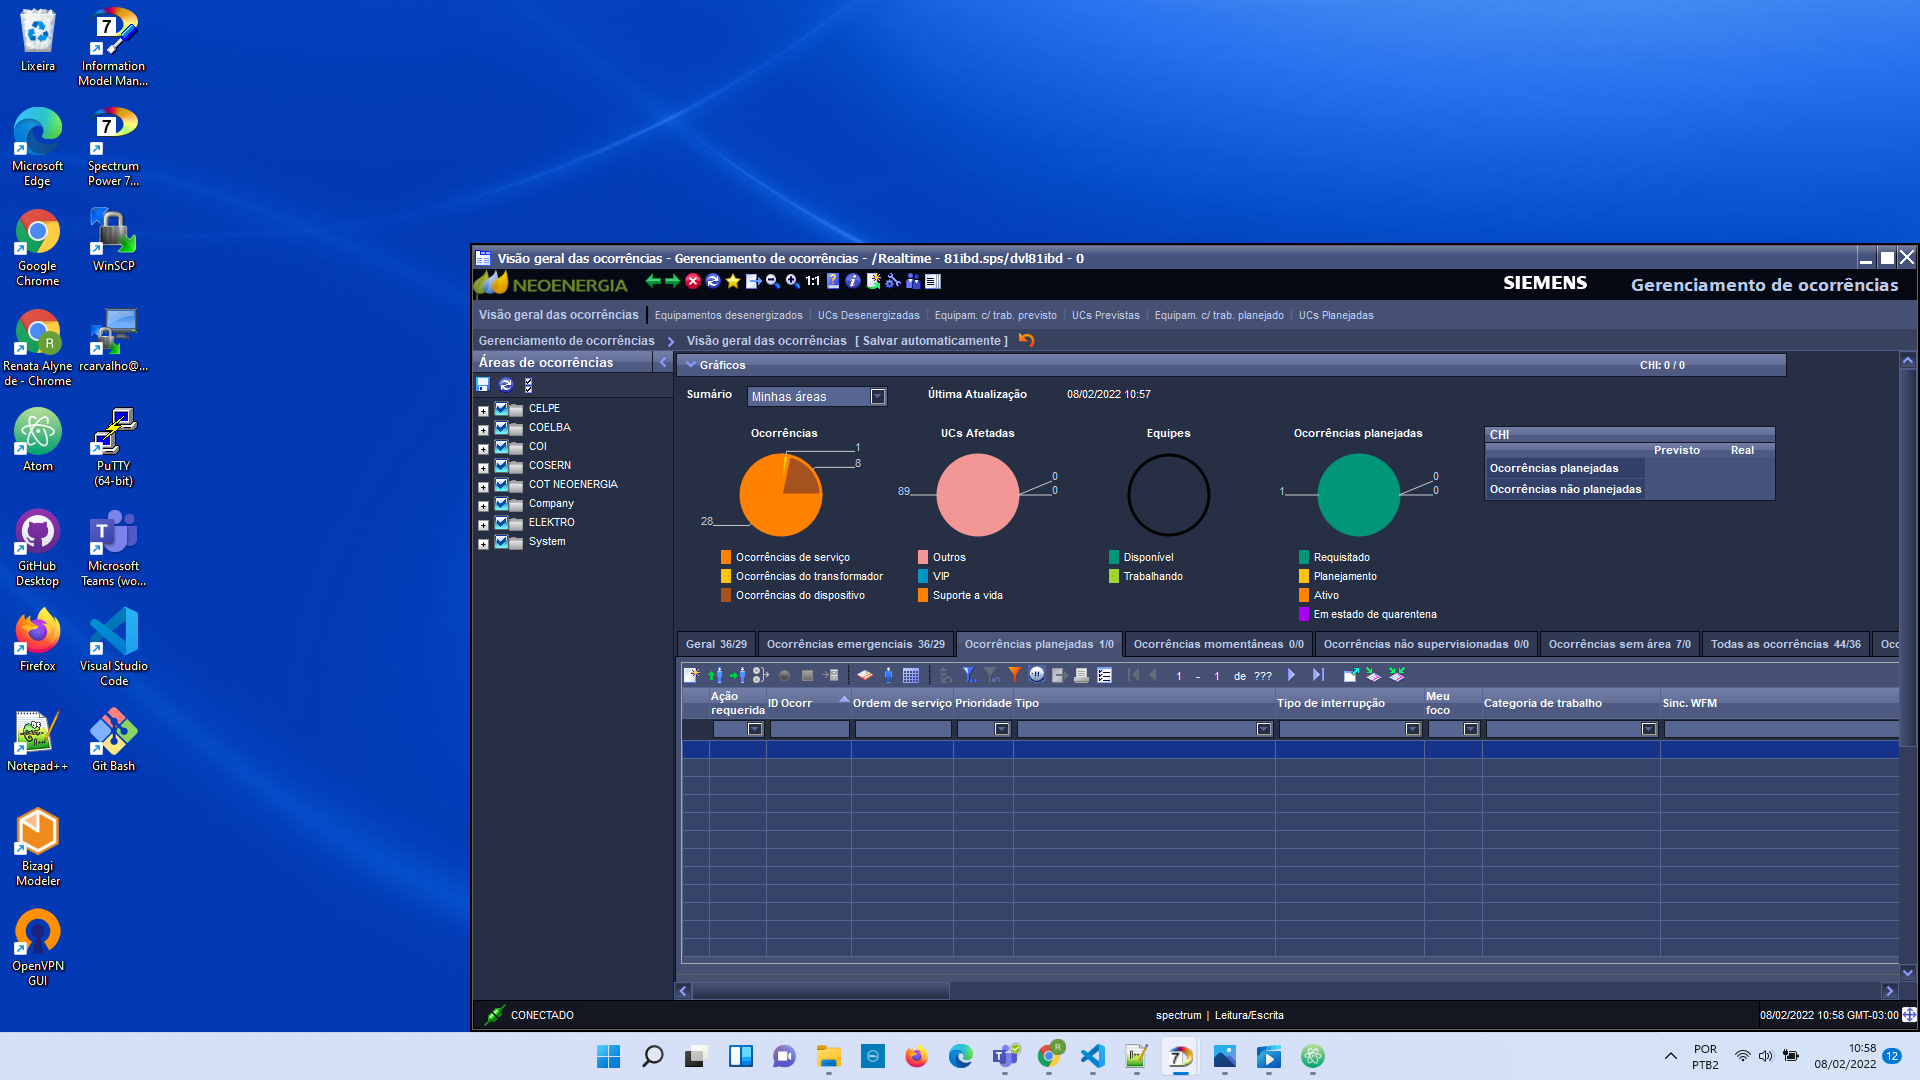 Lixeira
Information
Model Man...
Microsoft
Edge
Spectrum
Power 7...
Google
Chrome
WinSCP
Renata Alyne
de - Chrome
rcarvalho@...
Atom
PuTTY
(64-bit)
GitHub
Desktop
Microsoft
Teams (wo...
Firefox
Visual Studio
Code
Notepad++
Git Bash
Bizagi
Modeler
OpenVPN
GUI
Visão geral das ocorrências - Gerenciamento de ocorrências - /Realtime - 81ibd.sps/dvl81ibd - 0
NEOENERGIA
1:1
SIEMENS
Gerenciamento de ocorrências
Visão geral das ocorrências
Equipamentos desenergizados
UCs Desenergizadas
Equipam. c/ trab. previsto
UCs Previstas
Equipam. c/ trab. planejado
UCs Planejadas
Gerenciamento de ocorrências
Visão geral das ocorrências [ Salvar automaticamente ]
Áreas de ocorrências
CELPE
COELBA
COI
COSERN
COT NEOENERGIA
Company
ELEKTRO
System
Gráficos
CHI: 0 / 0
Sumário
Minhas áreas
Última Atualização
08/02/2022 10:57
Ocorrências
1
8
28
Ocorrências de serviço
Ocorrências do transformador
Ocorrências do dispositivo
UCs Afetadas
89
0
0
Outros
VIP
Suporte a vida
Equipes
Disponível
Trabalhando
Ocorrências planejadas
1
0
0
Requisitado
Planejamento
Ativo
Em estado de quarentena
CHI
Previsto
Real
Ocorrências planejadas
Ocorrências não planejadas
Geral 36/29
Ocorrências emergenciais 36/29
Ocorrências planejadas 1/0
Ocorrências momentâneas 0/0
Ocorrências não supervisionadas 0/0
Ocorrências sem área 7/0
Todas as ocorrências 44/36
Occ
1 - 1 de ???
Ação
requerida
ID Ocorr
Ordem de serviço
Prioridade
Tipo
Tipo de interrupção
Meu
foco
Categoria de trabalho
Sinc. WFM
CONECTADO
spectrum | Leitura/Escrita
08/02/2022 10:58 GMT-03:00
POR
PTB2
10:58
08/02/2022
12